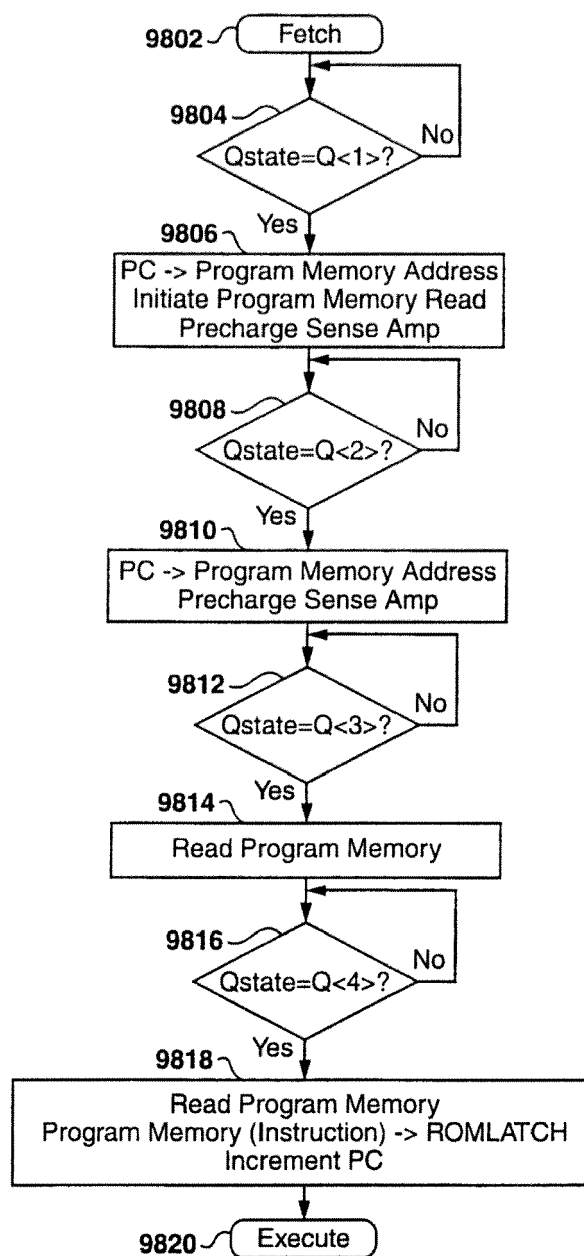 9802
Fetch
9804
Qstate=Q<1>?
No
Yes
9806
PC -> Program Memory Address
Initiate Program Memory Read
Precharge Sense Amp
9808
Qstate=Q<2>?
No
Yes
9810
PC -> Program Memory Address
Precharge Sense Amp
9812
Qstate=Q<3>?
No
Yes
9814
Read Program Memory
9816
Qstate=Q<4>?
No
Yes
9818
Read Program Memory
Program Memory (Instruction) -> ROMLATCH
Increment PC
9820
Execute